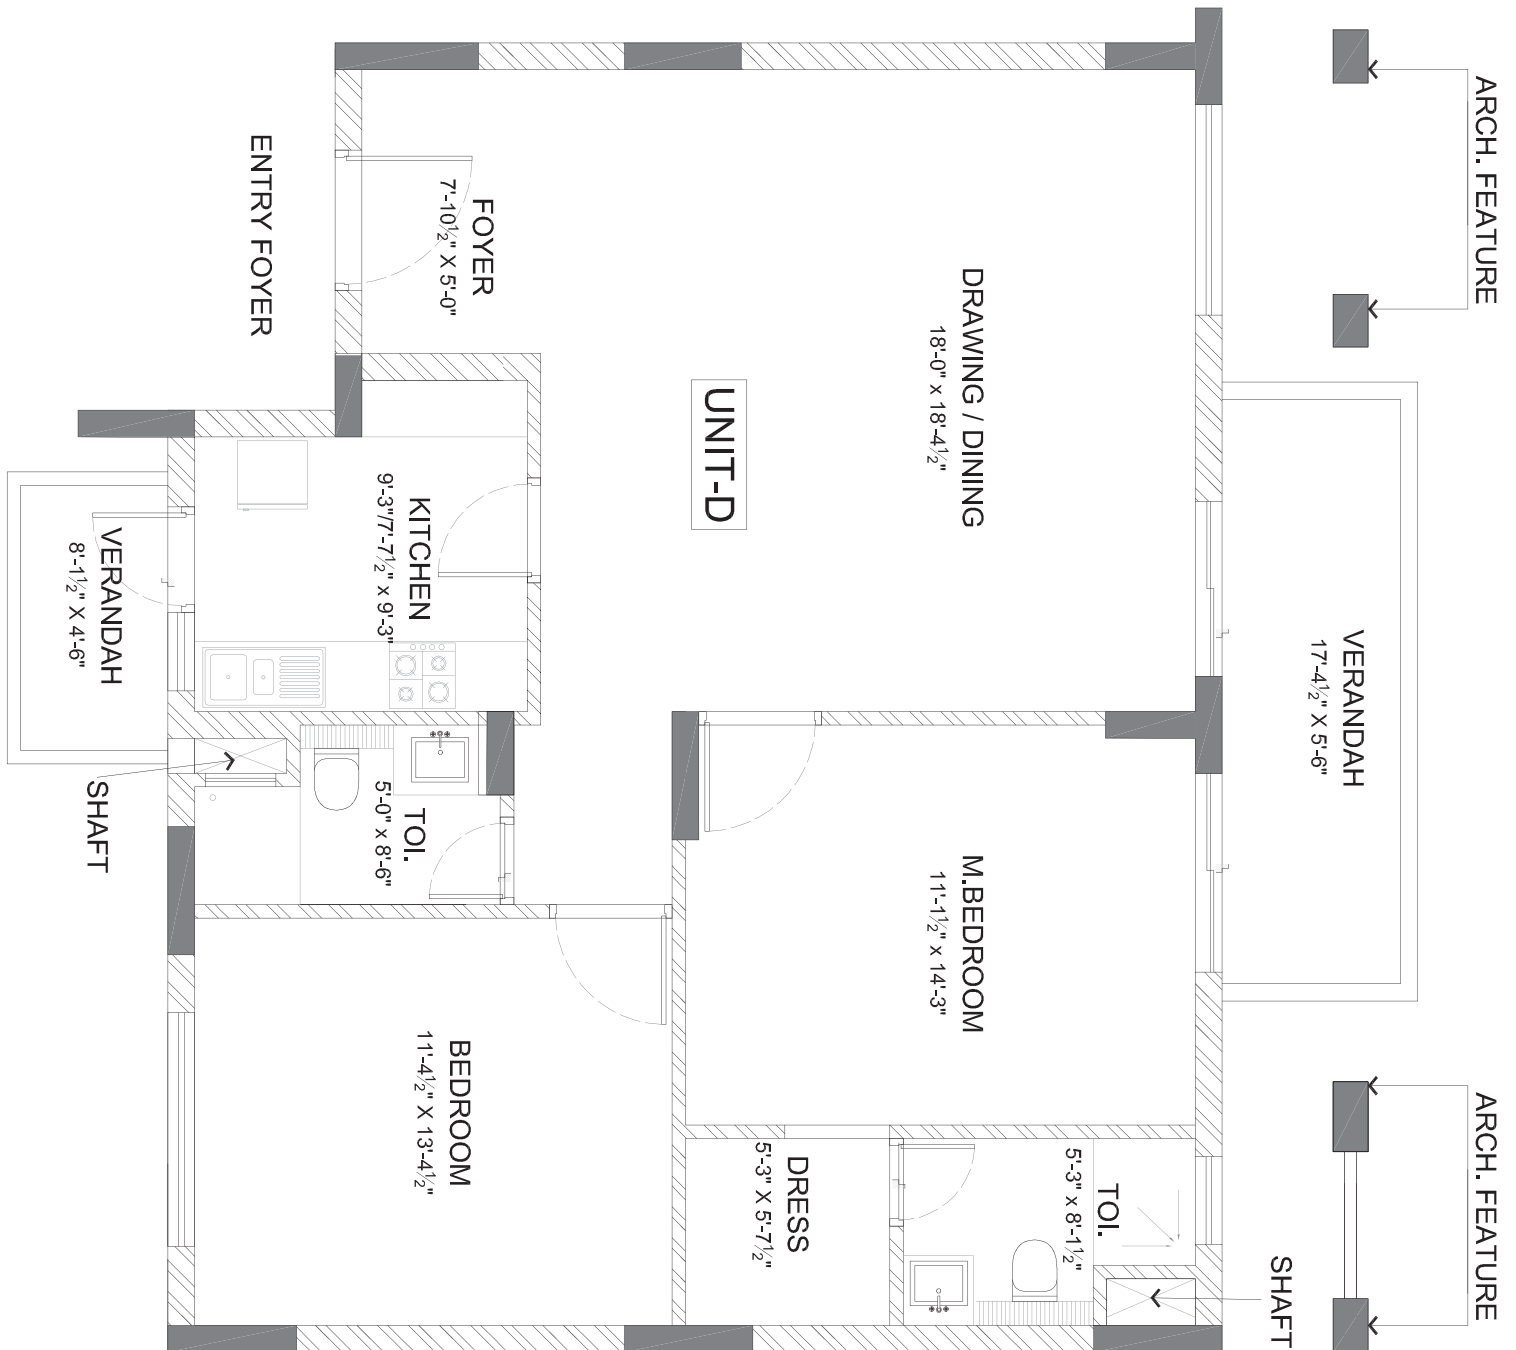 ARCH. FEATURE
ARCH. FEATURE
SHAFT
VERANDAH
17'-4½" X 5'-6"
DRAWING / DINING
18'-0" x 18'-4½"
M.BEDROOM
11'-1½" x 14'-3"
TOI.
5'-3" x 8'-1½"
DRESS
5'-3" X 5'-7½"
UNIT-D
FOYER
7'-10½" X 5'-0"
ENTRY FOYER
KITCHEN
9'-3"/7'-7½" x 9'-3"
TOI.
5'-0" x 8'-6"
BEDROOM
11'-4½" X 13'-4½"
VERANDAH
8'-1½" X 4'-6"
SHAFT